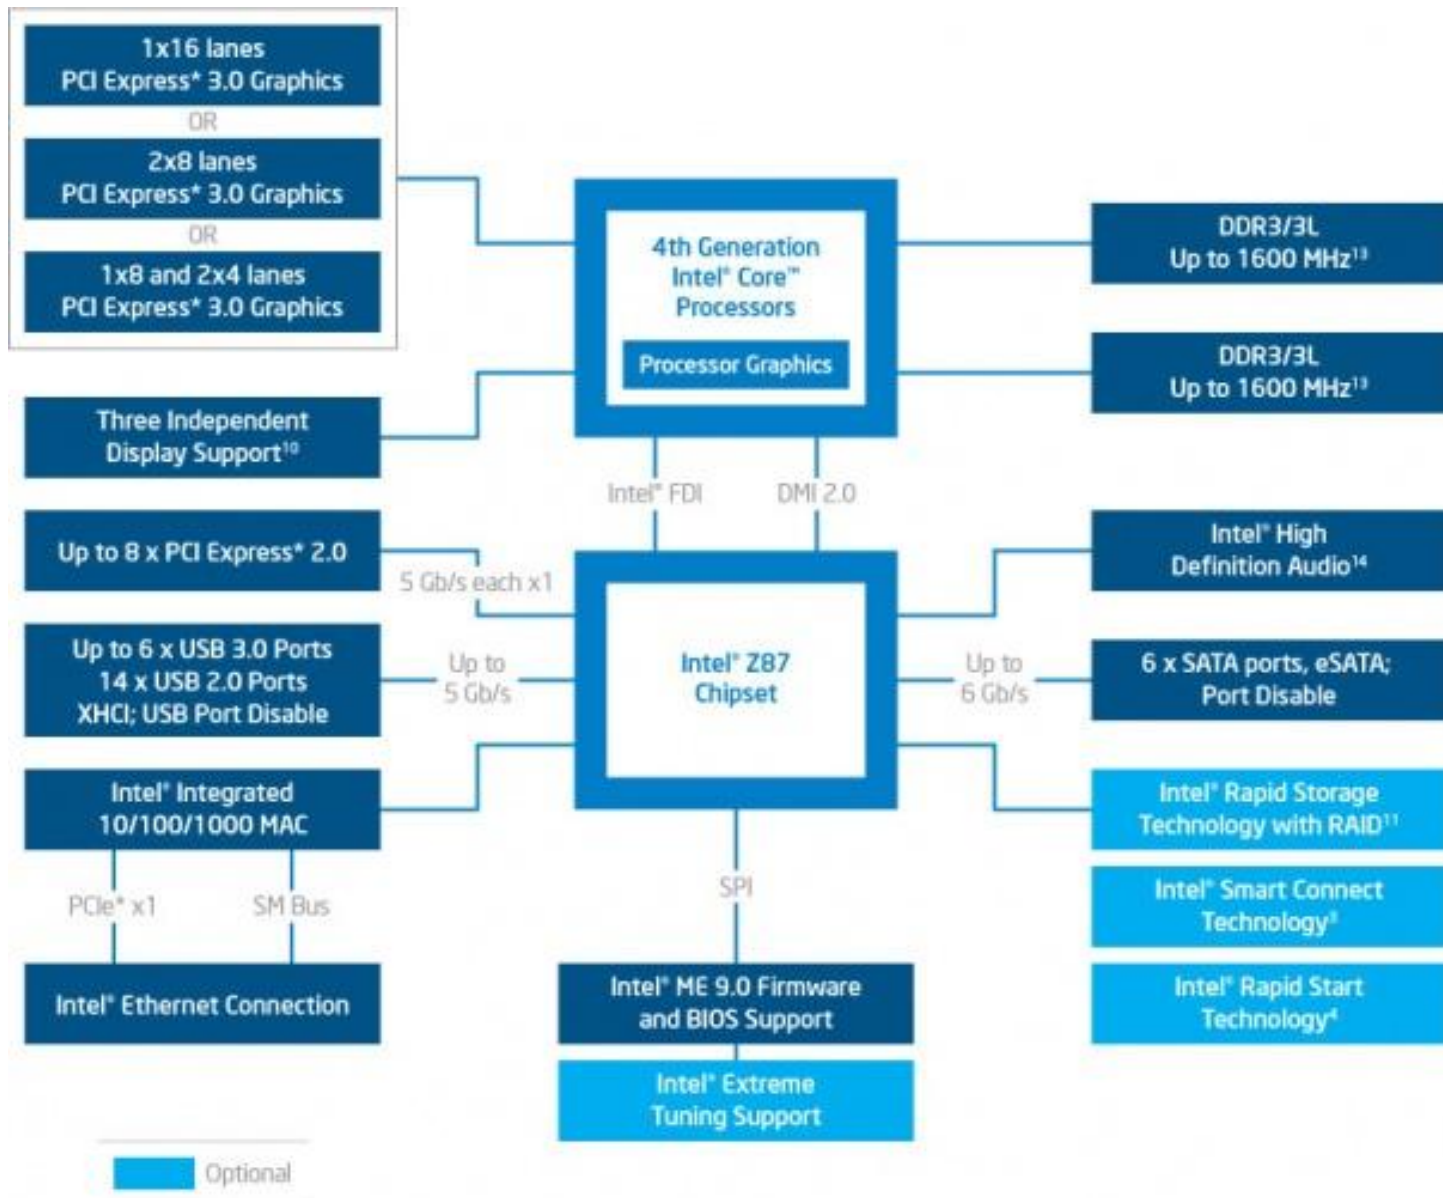 1x16 lanes
PCI Express* 3.0 Graphics
OR
2x8 lanes
PCI Express* 3.0 Graphics
OR
1x8 and 2x4 lanes
PCI Express* 3.0 Graphics
4th Generation
Intel® Core™
Processors
Processor Graphics
DDR3/3L
Up to 1600 MHz¹³
DDR3/3L
Up to 1600 MHz¹³
Three Independent
Display Support¹⁰
Intel® FDI
DMI 2.0
Up to 8 x PCI Express* 2.0
5 Gb/s each x1
Intel® High
Definition Audio¹⁴
Up to 6 x USB 3.0 Ports
14 x USB 2.0 Ports
XHCI; USB Port Disable
Up to
5 Gb/s
Intel® Z87
Chipset
Up to
6 Gb/s
6 x SATA ports, eSATA;
Port Disable
Intel® Integrated
10/100/1000 MAC
Intel® Rapid Storage
Technology with RAID¹¹
PCIe* x1
SM Bus
SPI
Intel® Smart Connect
Technology³
Intel® Ethernet Connection
Intel® ME 9.0 Firmware
and BIOS Support
Intel® Rapid Start
Technology⁴
Intel® Extreme
Tuning Support
Optional